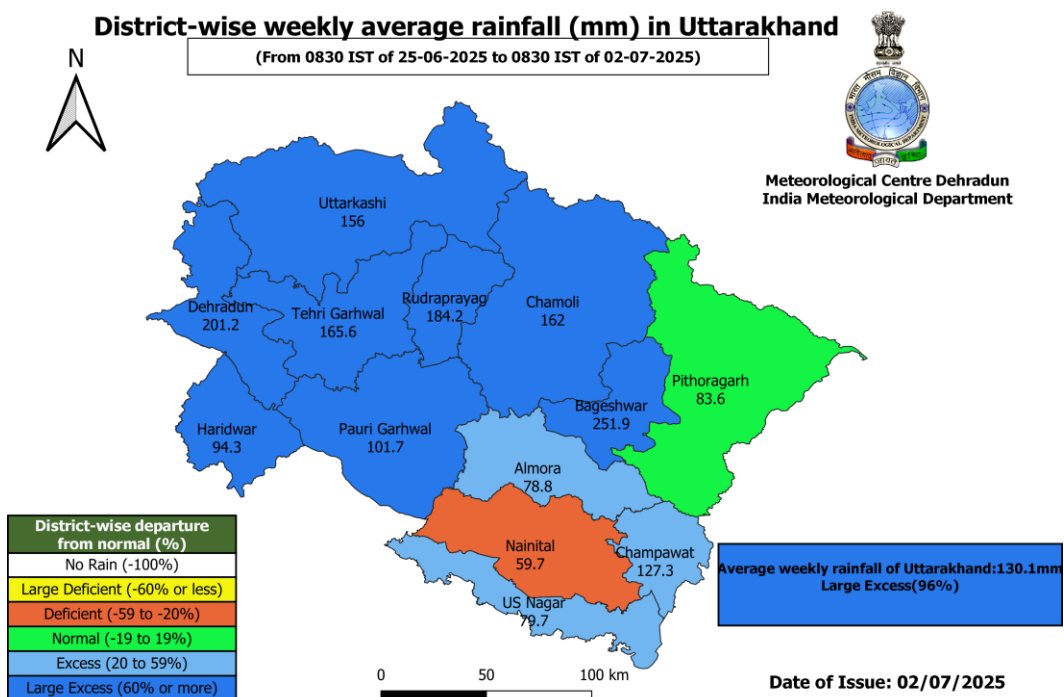 District-wise weekly average rainfall (mm) in Uttarakhand
(From 0830 IST of 25-06-2025 to 0830 IST of 02-07-2025)
N
भारत मौसम विज्ञान विभाग
INDIA METEOROLOGICAL DEPARTMENT
Meteorological Centre Dehradun
India Meteorological Department
Uttarkashi
156
Dehradun
201.2
Tehri Garhwal
165.6
Rudraprayag
184.2
Chamoli
162
Pithoragarh
83.6
Haridwar
94.3
Pauri Garhwal
101.7
Bageshwar
251.9
Almora
78.8
Nainital
59.7
Champawat
127.3
US Nagar
79.7
District-wise departure
from normal (%)
No Rain (-100%)
Large Deficient (-60% or less)
Deficient (-59 to -20%)
Normal (-19 to 19%)
Excess (20 to 59%)
Large Excess (60% or more)
Average weekly rainfall of Uttarakhand:130.1mm
Large Excess(96%)
0 50 100 km
Date of Issue: 02/07/2025